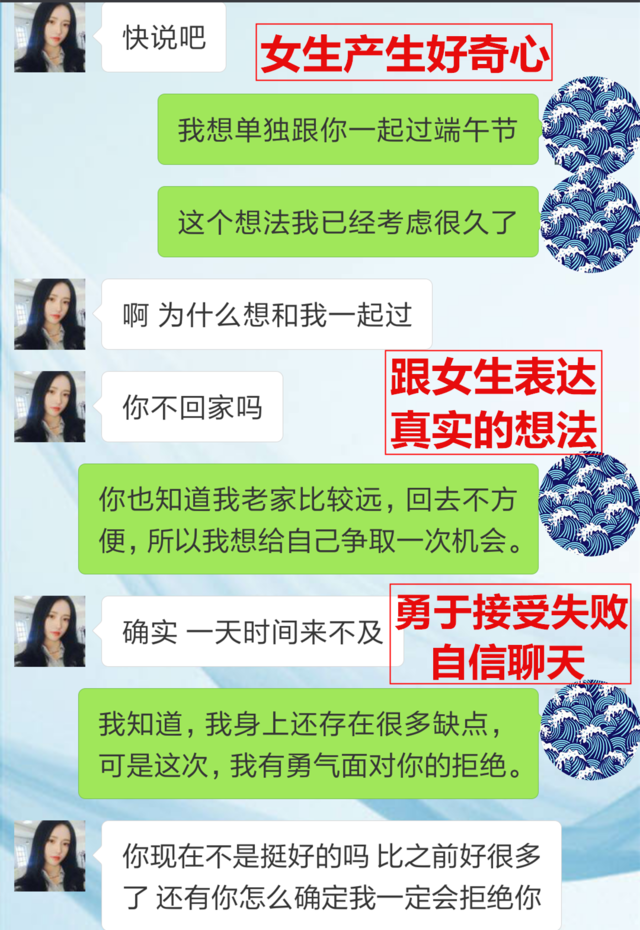 快说吧
女生产生好奇心
我想单独跟你一起过端午节
这个想法我已经考虑很久了
啊 为什么想和我一起过
你不回家吗
跟女生表达
真实的想法
你也知道我老家比较远，回去不方
便，所以我想给自己争取一次机会。
确实 一天时间来不及
勇于接受失败
自信聊天
我知道，我身上还存在很多缺点，
可是这次，我有勇气面对你的拒绝。
你现在不是挺好的吗 比之前好很多
了 还有你怎么确定我一定会拒绝你